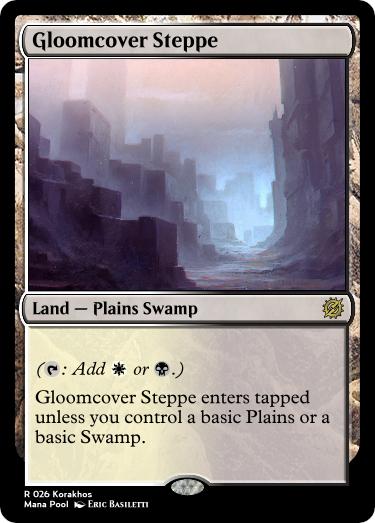 Gloomcover Steppe
Land — Plains Swamp
(: Add or .)
Gloomcover Steppe enters tapped
unless you control a basic Plains or a
basic Swamp.
R 026 Korakhos
Mana Pool Eric Basiletti